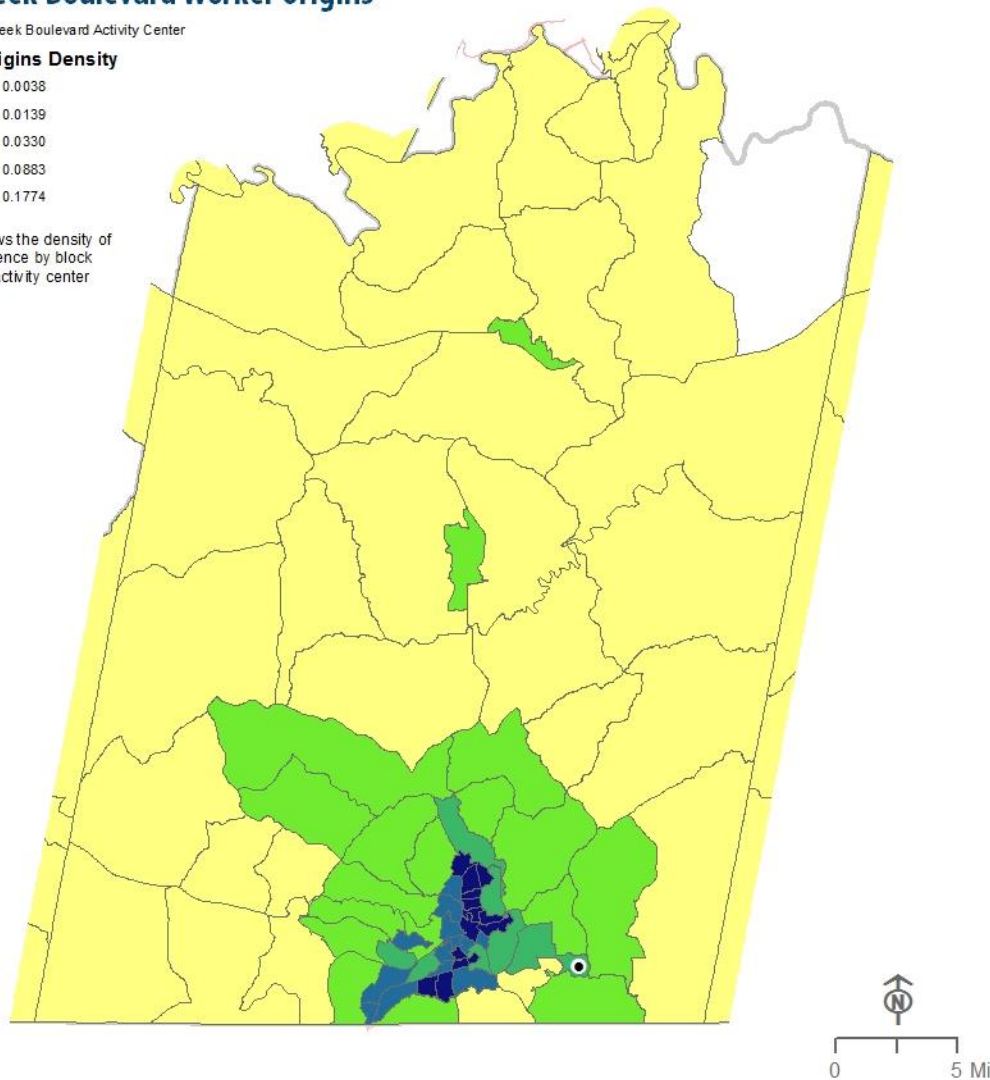 eek Boulevard Worker Origins
eek Boulevard Activity Center
igins Density
0.0038
0.0139
0.0330
0.0883
0.1774
ws the density of
ence by block
activity center
N
0 5 Mi